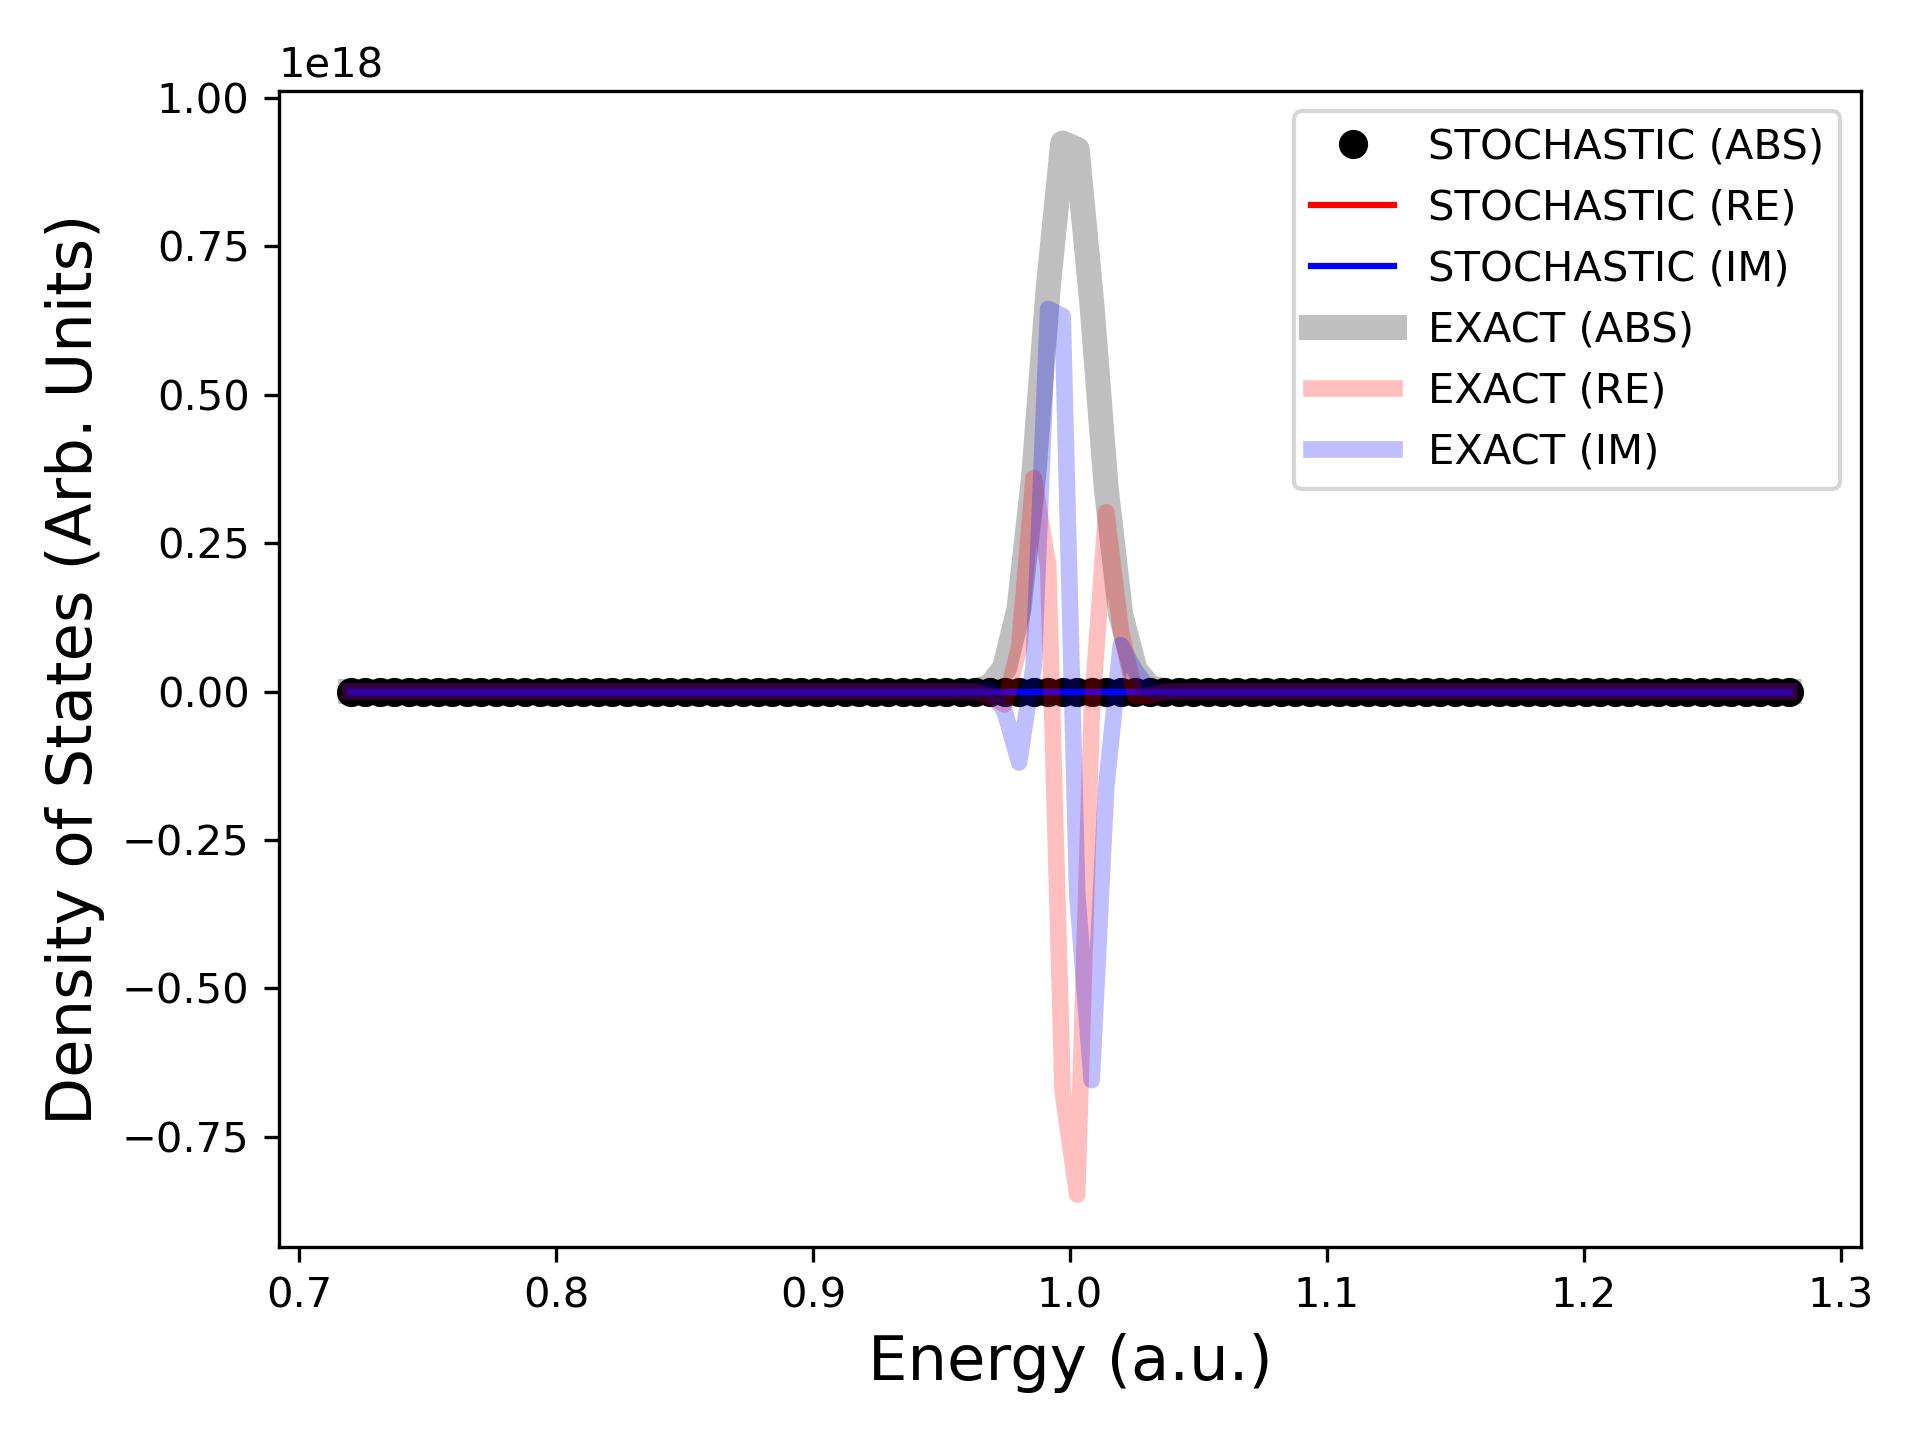 1e18
1.00
0.75
0.50
0.25
0.00
−0.25
−0.50
−0.75
Density of States (Arb. Units)
STOCHASTIC (ABS)
STOCHASTIC (RE)
STOCHASTIC (IM)
EXACT (ABS)
EXACT (RE)
EXACT (IM)
0.7 0.8 0.9 1.0 1.1 1.2 1.3
Energy (a.u.)